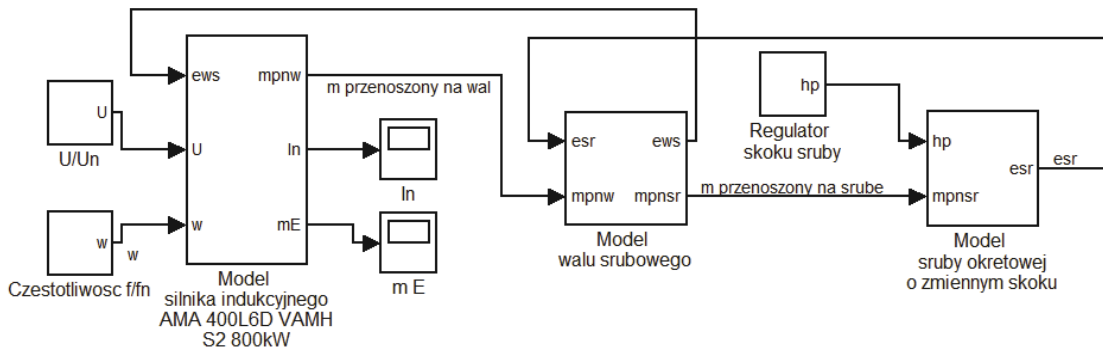 ews
mpnw
m przenoszony na wal
U
U/Un
U
In
In
w
w
w
Czestotliwosc f/fn
mE
m E
Model
silnika indukcyjnego
AMA 400L6D VAMH
S2 800kW
esr
ews
mpnw
mpnsr
m przenoszony na srube
Model
walu srubowego
hp
Regulator
skoku sruby
hp
esr
esr
mpnsr
Model
sruby okretowej
o zmiennym skoku